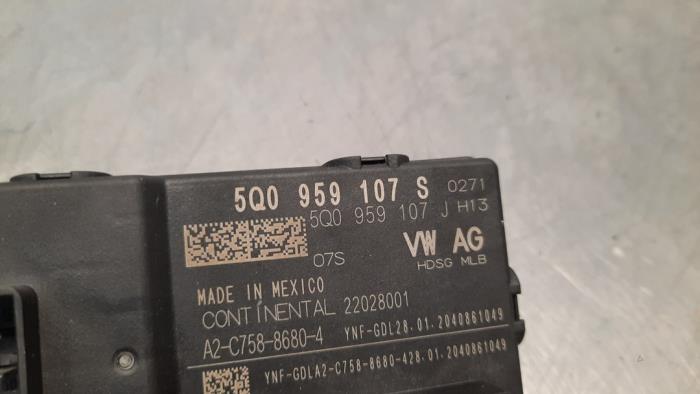 5Q0 959 107 S 0271
5Q0 959 107 J H13
07S
VW AG
HDSG MLB
MADE IN MEXICO
CONTINENTAL 22028001
A2-C758-8680-4 YNF-GDL28.01.2040861049
YNF-GDLA2-C758-8680-428.01.2040861049